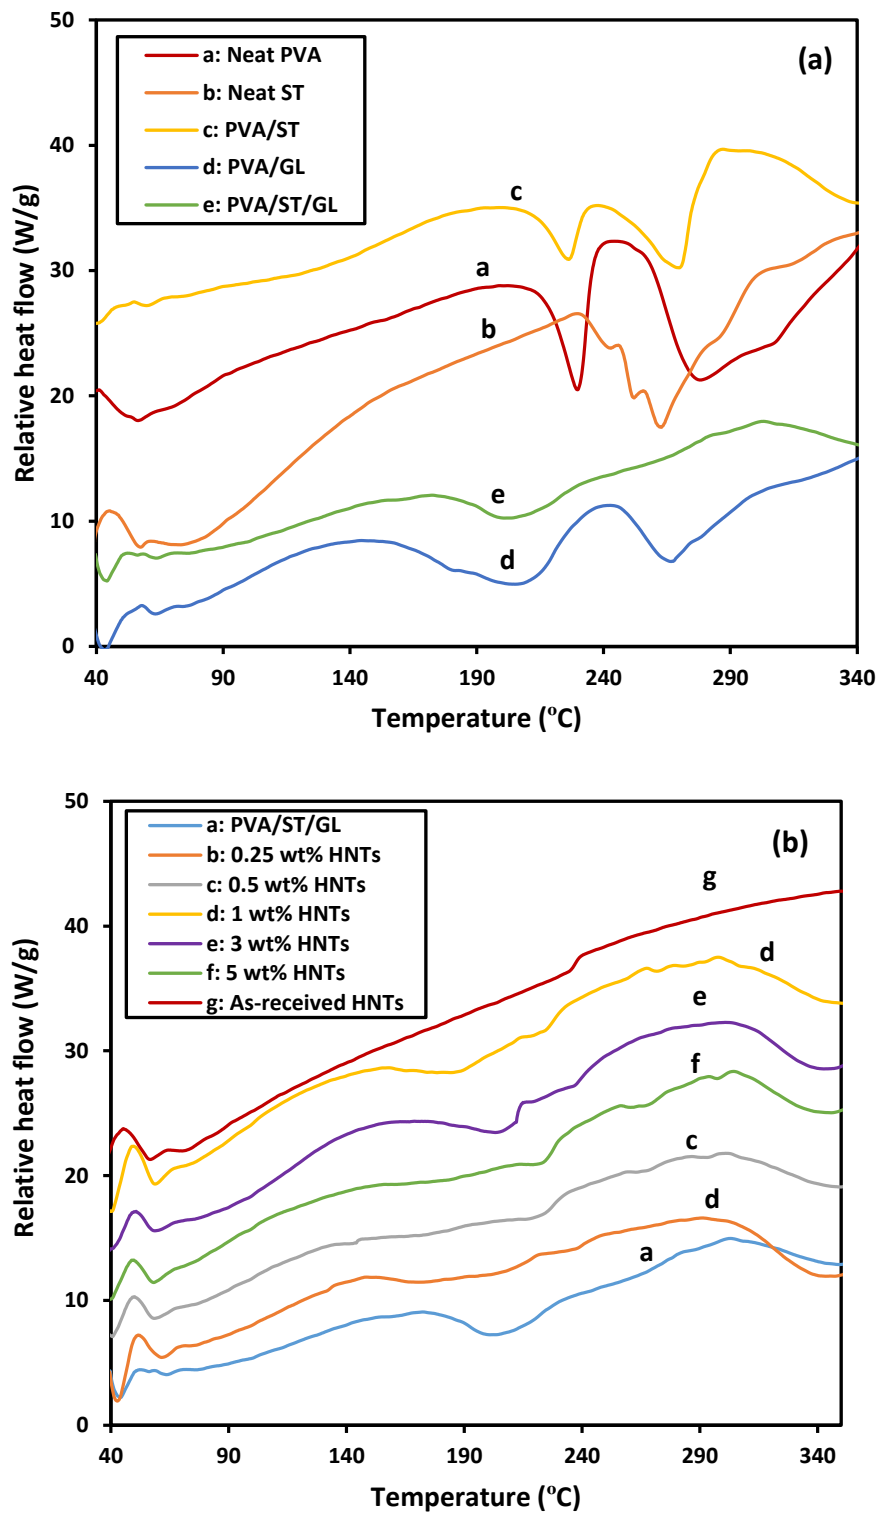 50
40
30
20
10
0
Relative heat flow (W/g)
a: Neat PVA
b: Neat ST
c: PVA/ST
d: PVA/GL
e: PVA/ST/GL
(a)
c
a
b
e
d
40 90 140 190 240 290 340
Temperature (ºC)
50
40
30
20
10
0
Relative heat flow (W/g)
a: PVA/ST/GL
b: 0.25 wt% HNTs
c: 0.5 wt% HNTs
d: 1 wt% HNTs
e: 3 wt% HNTs
f: 5 wt% HNTs
g: As-received HNTs
(b)
g
d
e
f
c
d
a
40 90 140 190 240 290 340
Temperature (ºC)